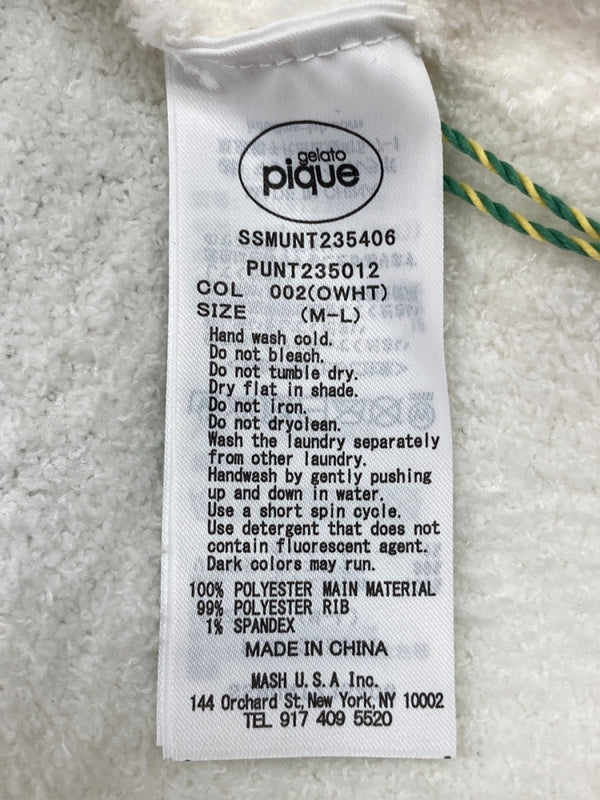 gelato
pique
SSMUNT235406
PUNT235012
COL 002(OWHT)
SIZE (M-L)
Hand wash cold.
Do not bleach.
Do not tumble dry.
Dry flat in shade.
Do not iron.
Do not dryclean.
Wash the laundry separately
from other laundry.
Handwash by gently pushing
up and down in water.
Use a short spin cycle.
Use detergent that does not
contain fluorescent agent.
Dark colors may run.
100% POLYESTER MAIN MATERIAL
99% POLYESTER RIB
1% SPANDEX
MADE IN CHINA
MASH U.S.A Inc.
144 Orchard St, New York, NY 10002
TEL 917 409 5520